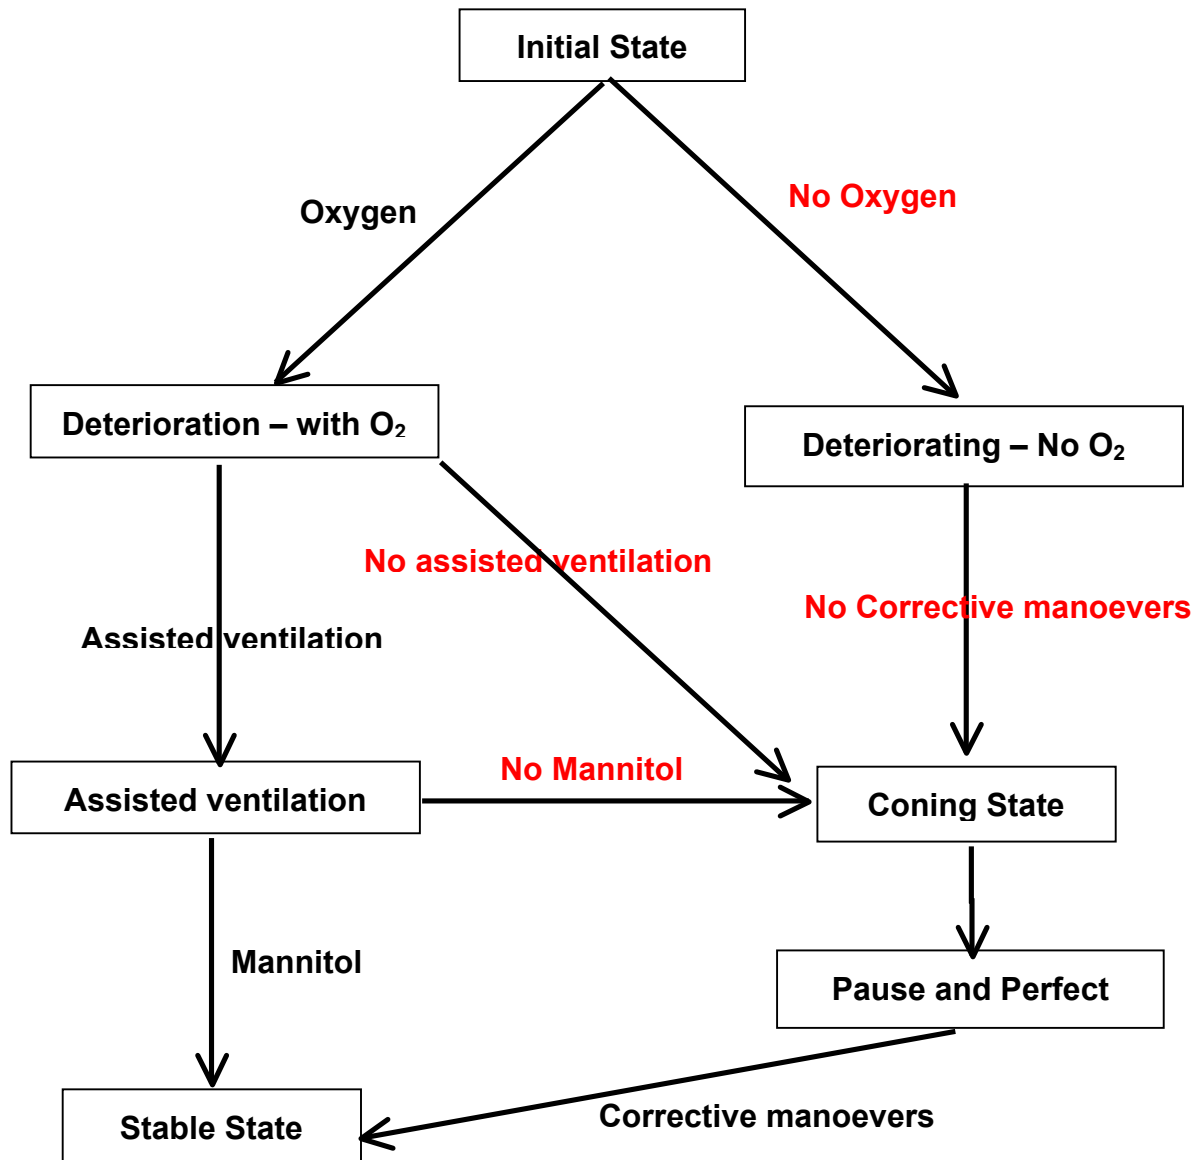 Initial State
No Oxygen
Oxygen
Deterioration – with O₂
Deteriorating – No O₂
No assisted ventilation
No Corrective manoevers
Assisted ventilation
No Mannitol
Assisted ventilation
Coning State
Mannitol
Pause and Perfect
Corrective manoevers
Stable State